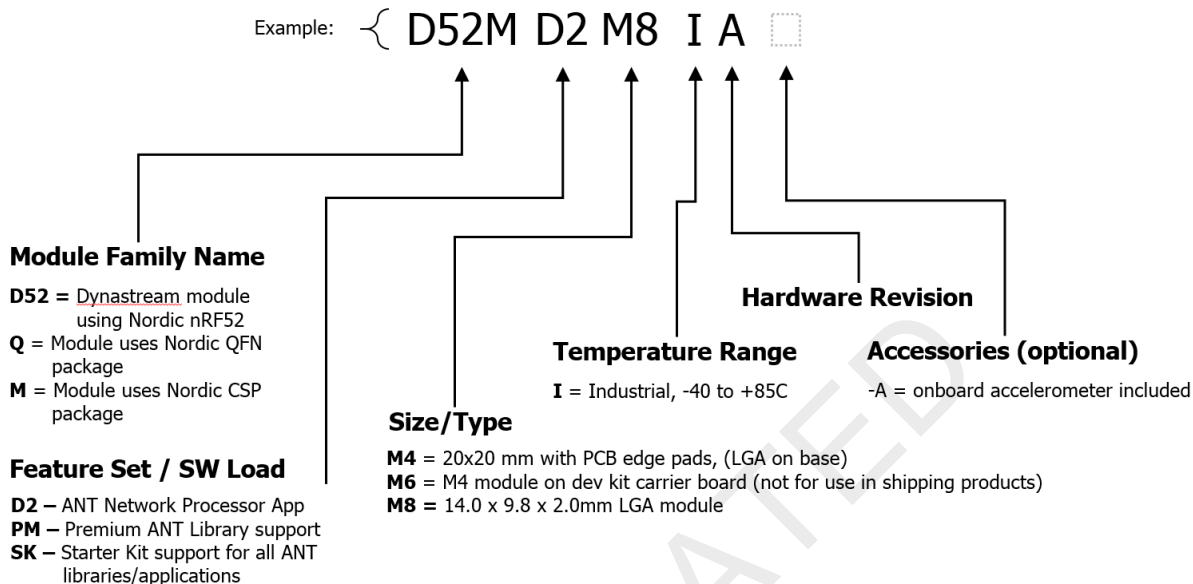 Example: D52M D2 M8 I A
Module Family Name
D52 = Dynastream module
using Nordic nRF52
Q = Module uses Nordic QFN
package
M = Module uses Nordic CSP
package
Feature Set / SW Load
D2 – ANT Network Processor App
PM – Premium ANT Library support
SK – Starter Kit support for all ANT
libraries/applications
Size/Type
M4 = 20x20 mm with PCB edge pads, (LGA on base)
M6 = M4 module on dev kit carrier board (not for use in shipping products)
M8 = 14.0 x 9.8 x 2.0mm LGA module
Temperature Range
I = Industrial, -40 to +85C
Hardware Revision
Accessories (optional)
-A = onboard accelerometer included
ATED